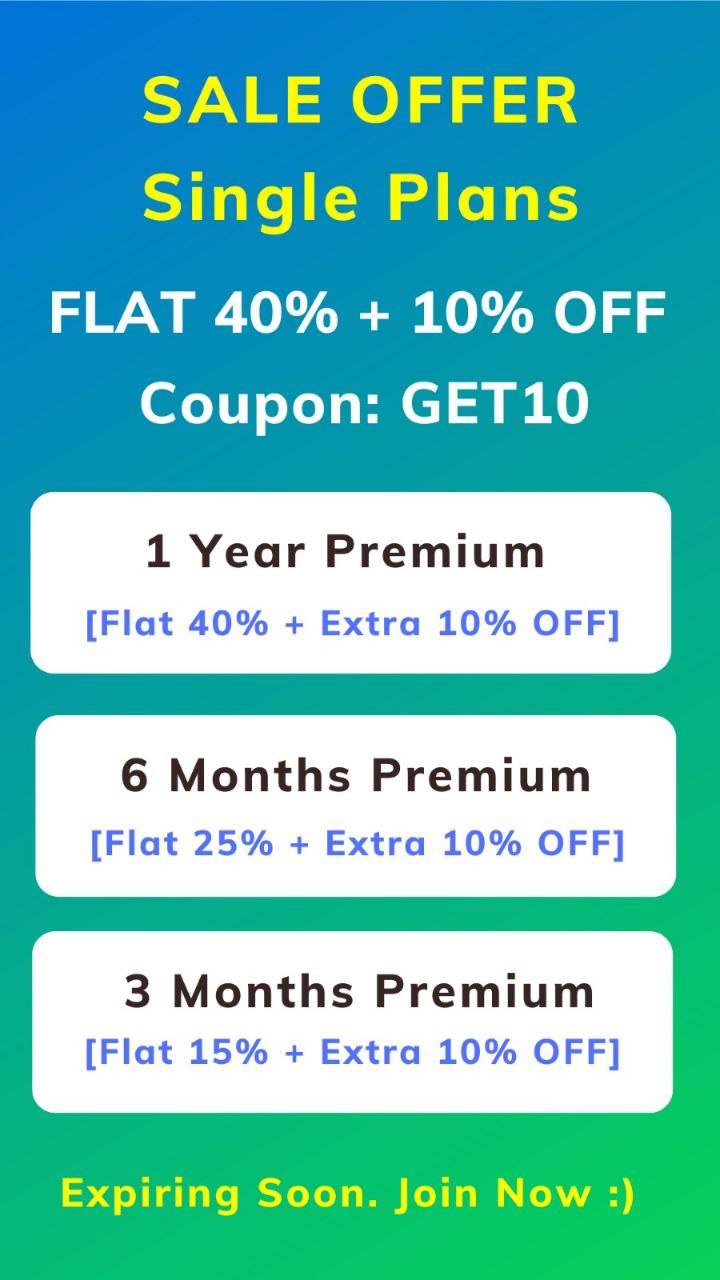 SALE OFFER
Single Plans
FLAT 40% + 10% OFF
Coupon: GET10
1 Year Premium
[Flat 40% + Extra 10% OFF]
6 Months Premium
[Flat 25% + Extra 10% OFF]
3 Months Premium
[Flat 15% + Extra 10% OFF]
Expiring Soon. Join Now :)